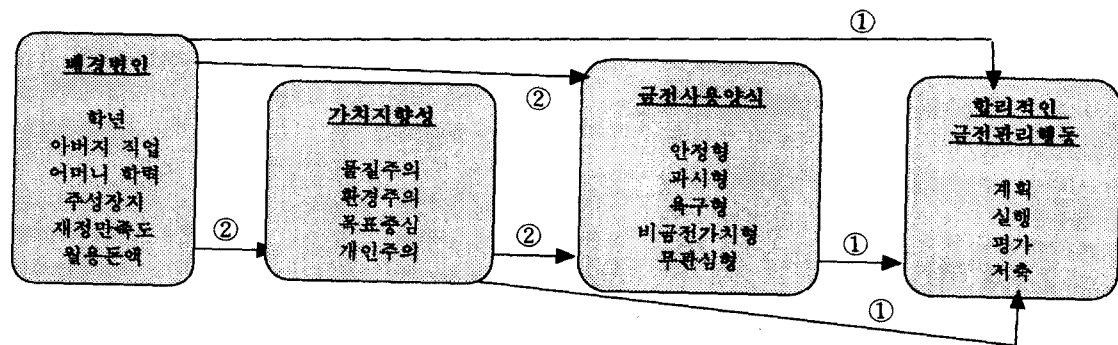 ①
배경변인
학년
아버지 직업
어머니 학력
주성장지
재정만족도
월용돈액
②
가치지향성
물질주의
환경주의
목표중심
개인주의
②
②
금전사용양식
안정형
과시형
욕구형
비금전가치형
무관심형
①
①
합리적인
금전관리행동
계획
실행
평가
저축